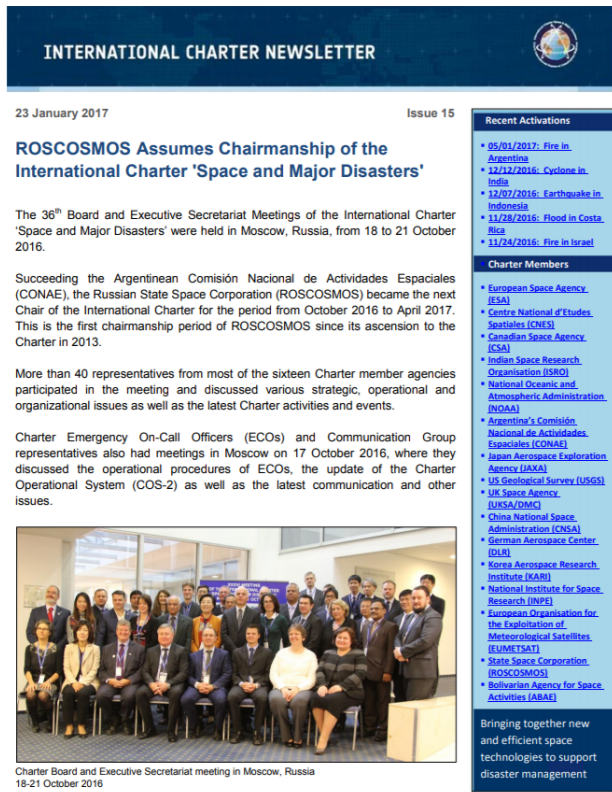 INTERNATIONAL CHARTER NEWSLETTER
23 January 2017
Issue 15
ROSCOSMOS Assumes Chairmanship of the
International Charter 'Space and Major Disasters'
The 36th Board and Executive Secretariat Meetings of the International Charter
'Space and Major Disasters' were held in Moscow, Russia, from 18 to 21 October
2016.
Succeeding the Argentinean Comisión Nacional de Actividades Espaciales
(CONAE), the Russian State Space Corporation (ROSCOSMOS) became the next
Chair of the International Charter for the period from October 2016 to April 2017.
This is the first chairmanship period of ROSCOSMOS since its ascension to the
Charter in 2013.
More than 40 representatives from most of the sixteen Charter member agencies
participated in the meeting and discussed various strategic, operational and
organizational issues as well as the latest Charter activities and events.
Charter Emergency On-Call Officers (ECOs) and Communication Group
representatives also had meetings in Moscow on 17 October 2016, where they
discussed the operational procedures of ECOs, the update of the Charter
Operational System (COS-2) as well as the latest communication and other
issues.
Charter Board and Executive Secretariat meeting in Moscow, Russia
18-21 October 2016
Recent Activations
▪ 05/01/2017: Fire in
Argentina
▪ 12/12/2016: Cyclone in
India
▪ 12/07/2016: Earthquake in
Indonesia
▪ 11/28/2016: Flood in Costa
Rica
▪ 11/24/2016: Fire in Israel
Charter Members
▪ European Space Agency
(ESA)
▪ Centre National d'Etudes
Spatiales (CNES)
▪ Canadian Space Agency
(CSA)
▪ Indian Space Research
Organisation (ISRO)
▪ National Oceanic and
Atmospheric Administration
(NOAA)
▪ Argentina's Comisión
Nacional de Actividades
Espaciales (CONAE)
▪ Japan Aerospace Exploration
Agency (JAXA)
▪ US Geological Survey (USGS)
▪ UK Space Agency
(UKSA/DMC)
▪ China National Space
Administration (CNSA)
▪ German Aerospace Center
(DLR)
▪ Korea Aerospace Research
Institute (KARI)
▪ National Institute for Space
Research (INPE)
▪ European Organisation for
the Exploitation of
Meteorological Satellites
(EUMETSAT)
▪ State Space Corporation
(ROSCOSMOS)
▪ Bolivarian Agency for Space
Activities (ABAE)
Bringing together new
and efficient space
technologies to support
disaster management